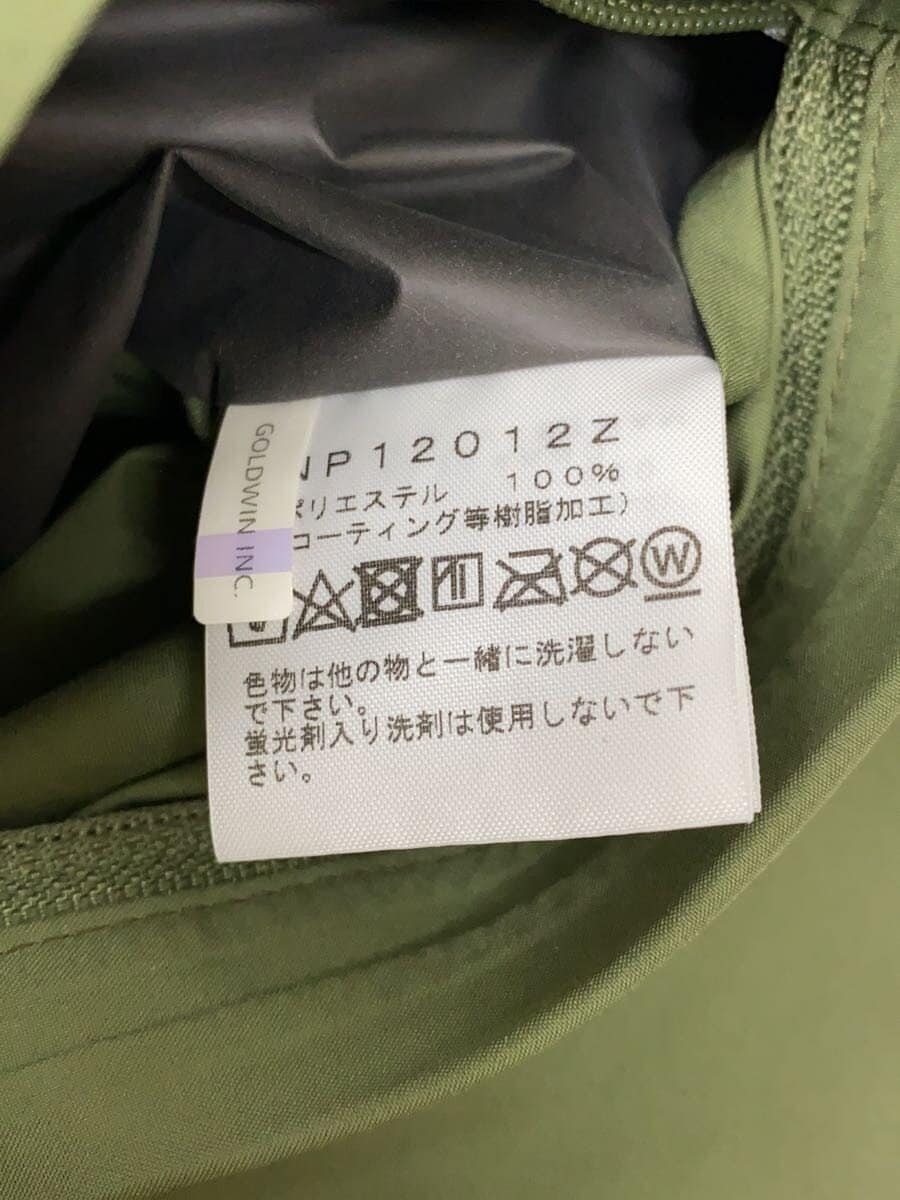 GOLDWIN INC.
NP12012Z
ポリエステル 100%
コーティング等樹脂加工)
W
色物は他の物と一緒に洗濯しない
で下さい。
蛍光剤入り洗剤は使用しないで下
さい。